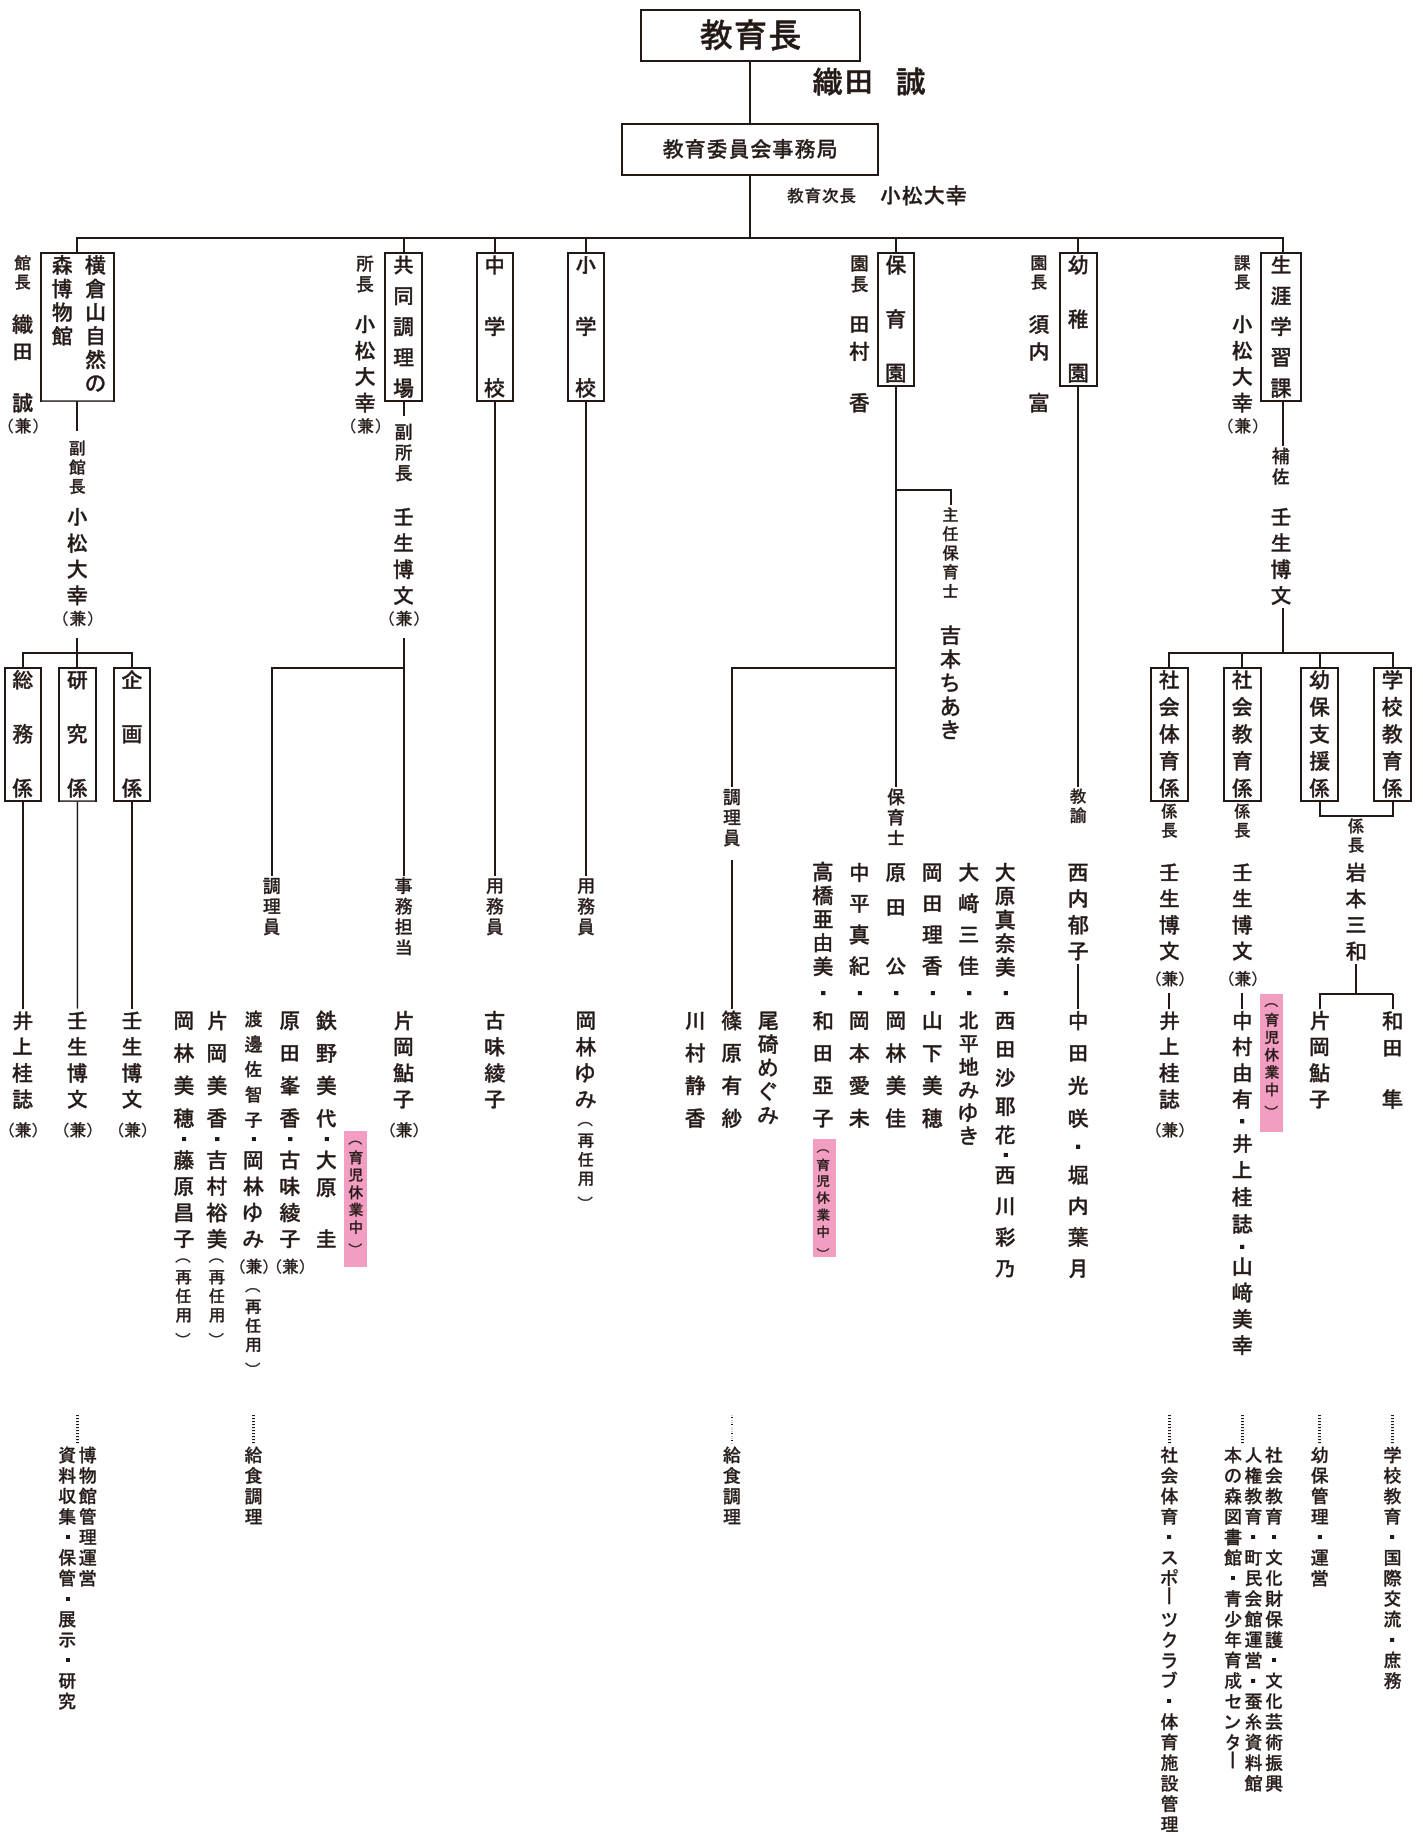 教育長
織田　誠
教育委員会事務局
教育次長　小松大幸
生涯学習課
課長　小松大幸（兼）
補佐　壬生博文
学校教育係
幼保支援係
係長　岩本三和
和田　隼
片岡鮎子
（育児休業中）
社会教育係
係長　壬生博文（兼）
中村由有・井上桂誌・山﨑美幸
社会体育係
係長　壬生博文（兼）
井上桂誌（兼）
幼稚園
園長　須内　富
教諭　西内郁子
中田光咲・堀内葉月
保育園
園長　田村　香
主任保育士　吉本ちあき
保育士
大原真奈美・西田沙耶花・西川彩乃
大﨑三佳・北平地みゆき
岡田理香・山下美穂
原田　公・岡林美佳
中平真紀・岡本愛未
高橋亜由美・和田亞子
（育児休業中）
調理員
尾碕めぐみ
篠原有紗
川村静香
小学校
用務員　岡林ゆみ（再任用）
中学校
用務員　古味綾子
共同調理場
所長　小松大幸（兼）
副所長　壬生博文（兼）
事務担当　片岡鮎子（兼）
（育児休業中）
調理員
鉄野美代・大原　圭
原田峯香・古味綾子（兼）
渡邊佐智子・岡林ゆみ（兼）（再任用）
片岡美香・吉村裕美（再任用）
岡林美穂・藤原昌子（再任用）
横倉山自然の
森博物館
館長　織田　誠（兼）
副館長　小松大幸（兼）
企画係
壬生博文（兼）
研究係
壬生博文（兼）
総務係
井上桂誌（兼）
学校教育・国際交流・庶務
幼保管理・運営
社会教育・文化財保護・文化芸術振興
人権教育・町民会館運営・蚕糸資料館
本の森図書館・青少年育成センター
社会体育・スポーツクラブ・体育施設管理
給食調理
給食調理
博物館管理運営
資料収集・保管・展示・研究